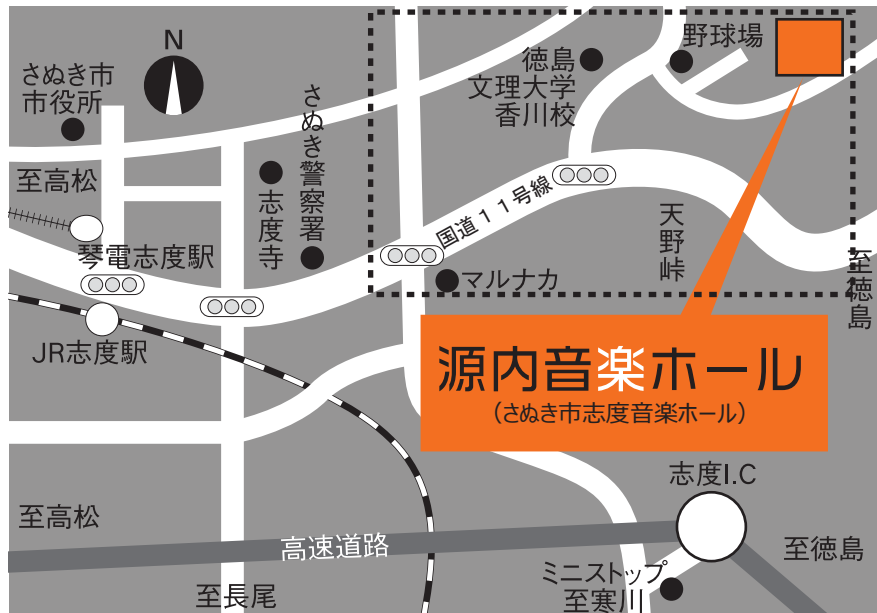 N
さぬき市
市役所
至高松
琴電志度駅
JR志度駅
志度寺
さぬき警察署
徳島
文理大学
香川校
野球場
国道11号線
マルナカ
天野峠
至徳島
源内音楽ホール
(さぬき市志度音楽ホール)
志度I.C
至高松
高速道路
至徳島
至長尾
ミニストップ
至寒川